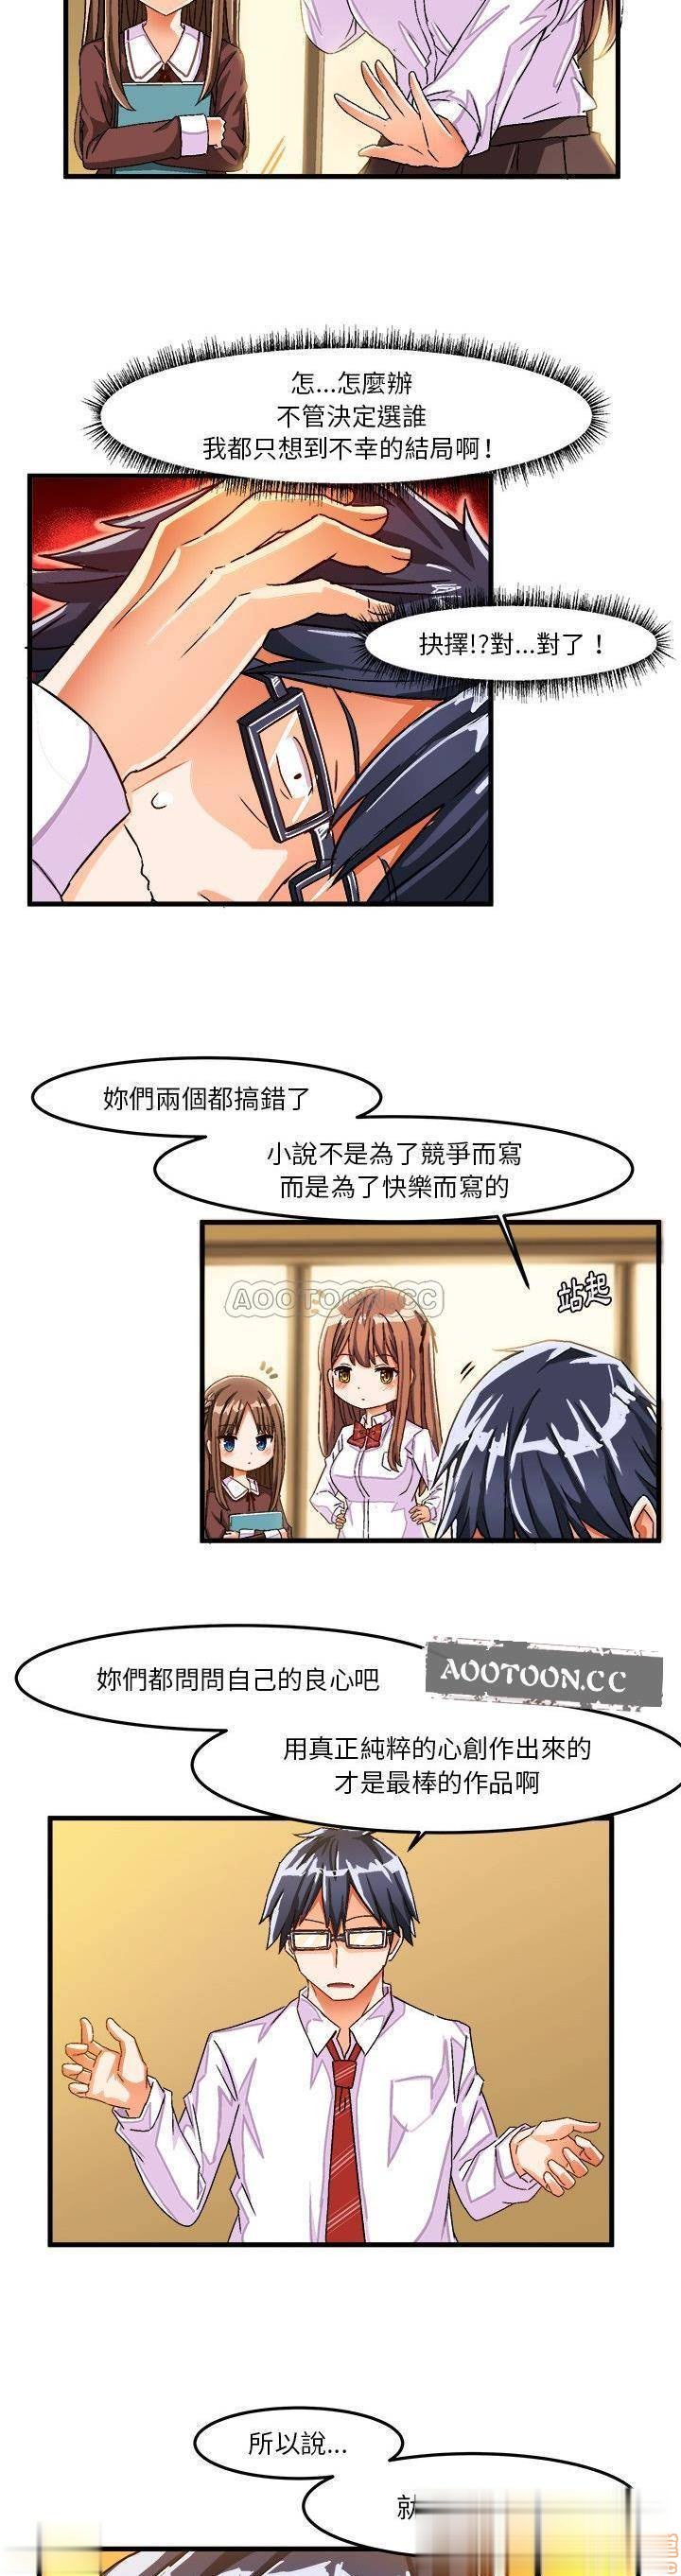 怎...怎麼辦
不管決定選誰
我都只想到不幸的結局啊！
抉擇!?對...對了！
妳們兩個都搞錯了
小說不是為了競爭而寫
而是為了快樂而寫的
站起
AOOTOON.CC
妳們都問問自己的良心吧
AOOTOON.CC
用真正純粹的心創作出來的
才是最棒的作品啊
所以說...
就